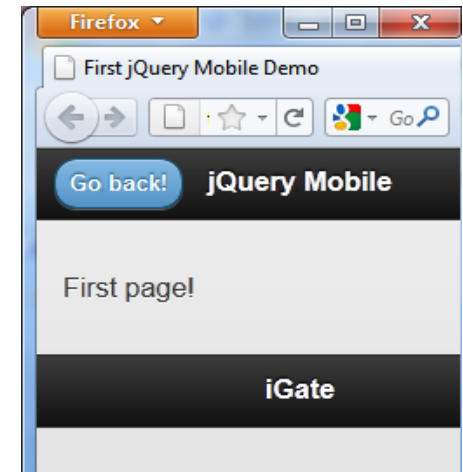 Firefox
First jQuery Mobile Demo
Go
Go back! jQuery Mobile
First page!
iGate